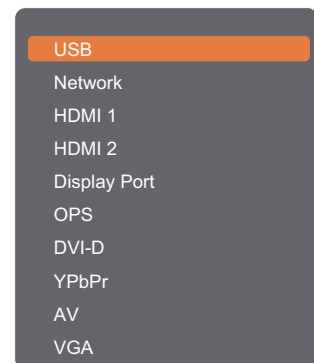 USB
Network
HDMI 1
HDMI 2
Display Port
OPS
DVI-D
YPbPr
AV
VGA